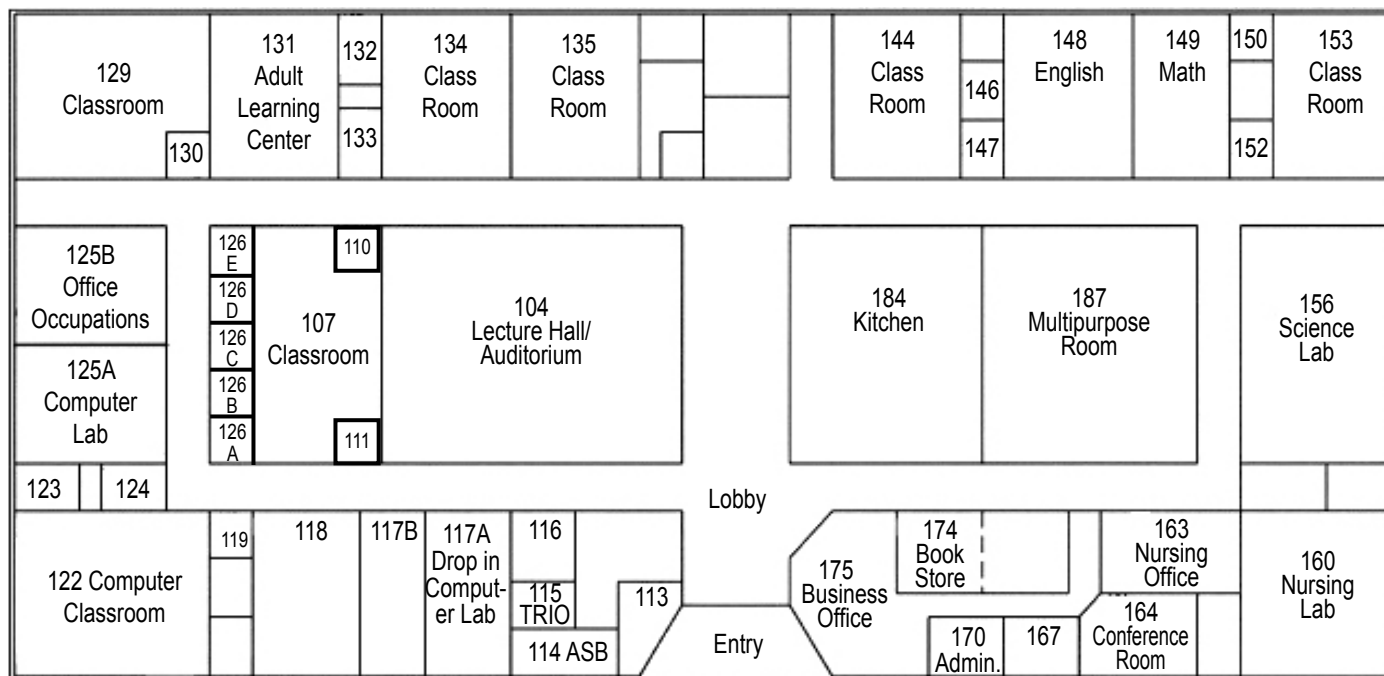 129
Classroom
130
131
Adult
Learning
Center
132
133
134
Class
Room
135
Class
Room
144
Class
Room
146
147
148
English
149
Math
150
152
153
Class
Room
125B
Office
Occupations
125A
Computer
Lab
126
E
126
D
126
C
126
B
126
A
110
107
Classroom
111
104
Lecture Hall/
Auditorium
184
Kitchen
187
Multipurpose
Room
156
Science
Lab
123
124
Lobby
122 Computer
Classroom
119
118
117B
117A
Drop in
Comput-
er Lab
116
115
TRIO
114 ASB
113
Entry
175
Business
Office
174
Book
Store
170
Admin.
167
163
Nursing
Office
164
Conference
Room
160
Nursing
Lab